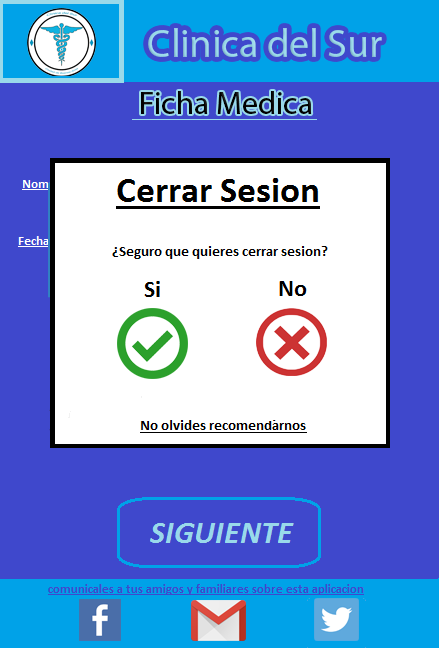 Clinica del Sur
Ficha Medica
Nom
Cerrar Sesion
Fecha
¿Seguro que quieres cerrar sesion?
Si
No
No olvides recomendarnos
SIGUIENTE
comunicales a tus amigos y familiares sobre esta aplicacion